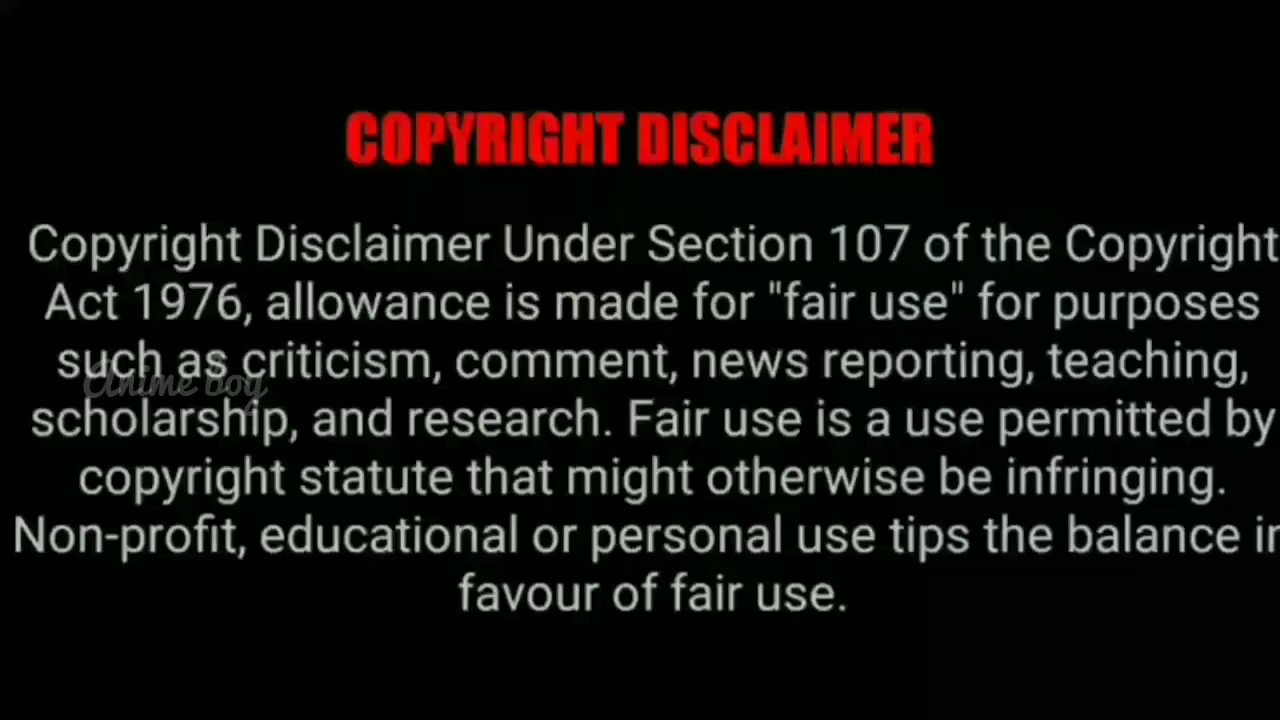 COPYRIGHT DISCLAIMER
Copyright Disclaimer Under Section 107 of the Copyright
Act 1976, allowance is made for "fair use" for purposes
such as criticism, comment, news reporting, teaching,
Anime boy
scholarship, and research. Fair use is a use permitted by
copyright statute that might otherwise be infringing.
Non-profit, educational or personal use tips the balance in
favour of fair use.